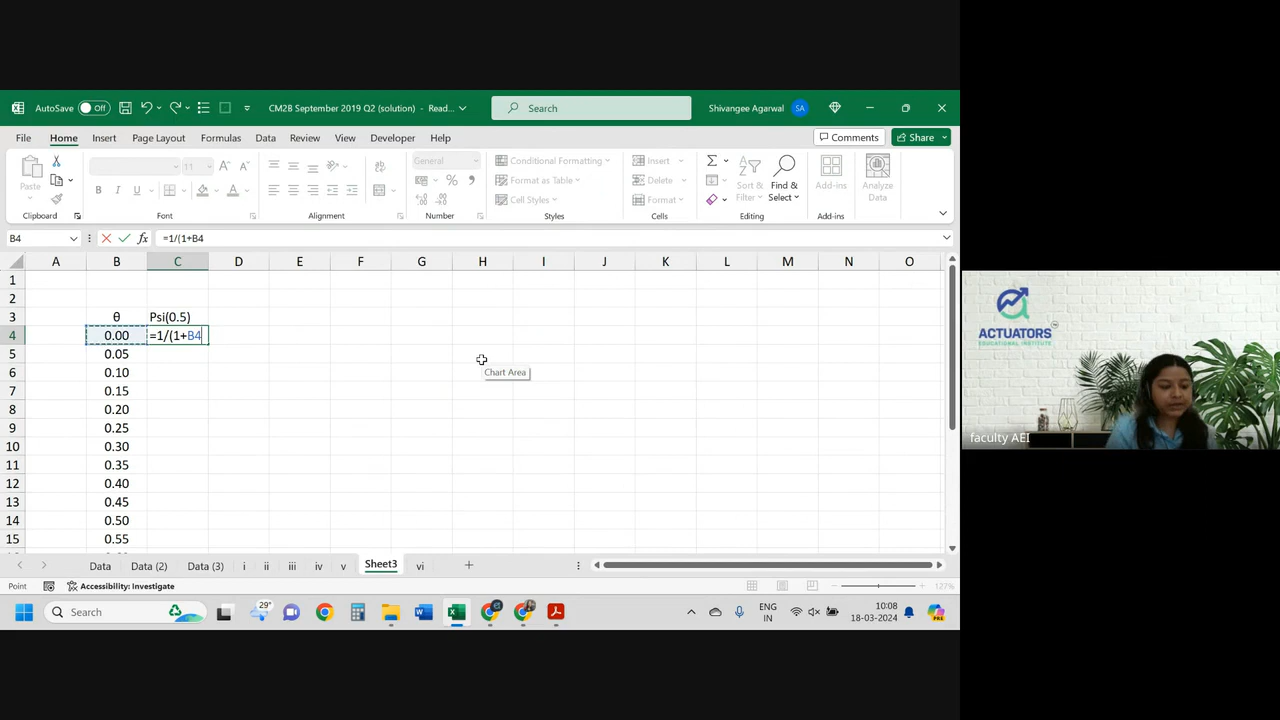 AutoSave Off CM2B September 2019 Q2 (solution) - Read... Search Shivangee Agarwal SA
File Home Insert Page Layout Formulas Data Review View Developer Help Comments Share
Paste 11 General Conditional Formatting Insert Sort & Find & Add-ins Analyze
B I U Format as Table Delete Filter Select Data
Cell Styles Format
Clipboard Font Alignment Number Styles Cells Editing Add-ins
B4 fx =1/(1+B4
A B C D E F G H I J K L M N O
1
2
3 θ Psi(0.5)
4 0.00 =1/(1+B4
5 0.05
6 0.10
7 0.15
8 0.20
9 0.25
10 0.30
11 0.35
12 0.40
13 0.45
14 0.50
15 0.55
Chart Area
Data Data (2) Data (3) i ii iii iv v Sheet3 vi
Point Accessibility: Investigate 127%
Search 29° ENG IN 10:08 18-03-2024
ACTUATORS
EDUCATIONAL INSTITUTE
faculty AEI